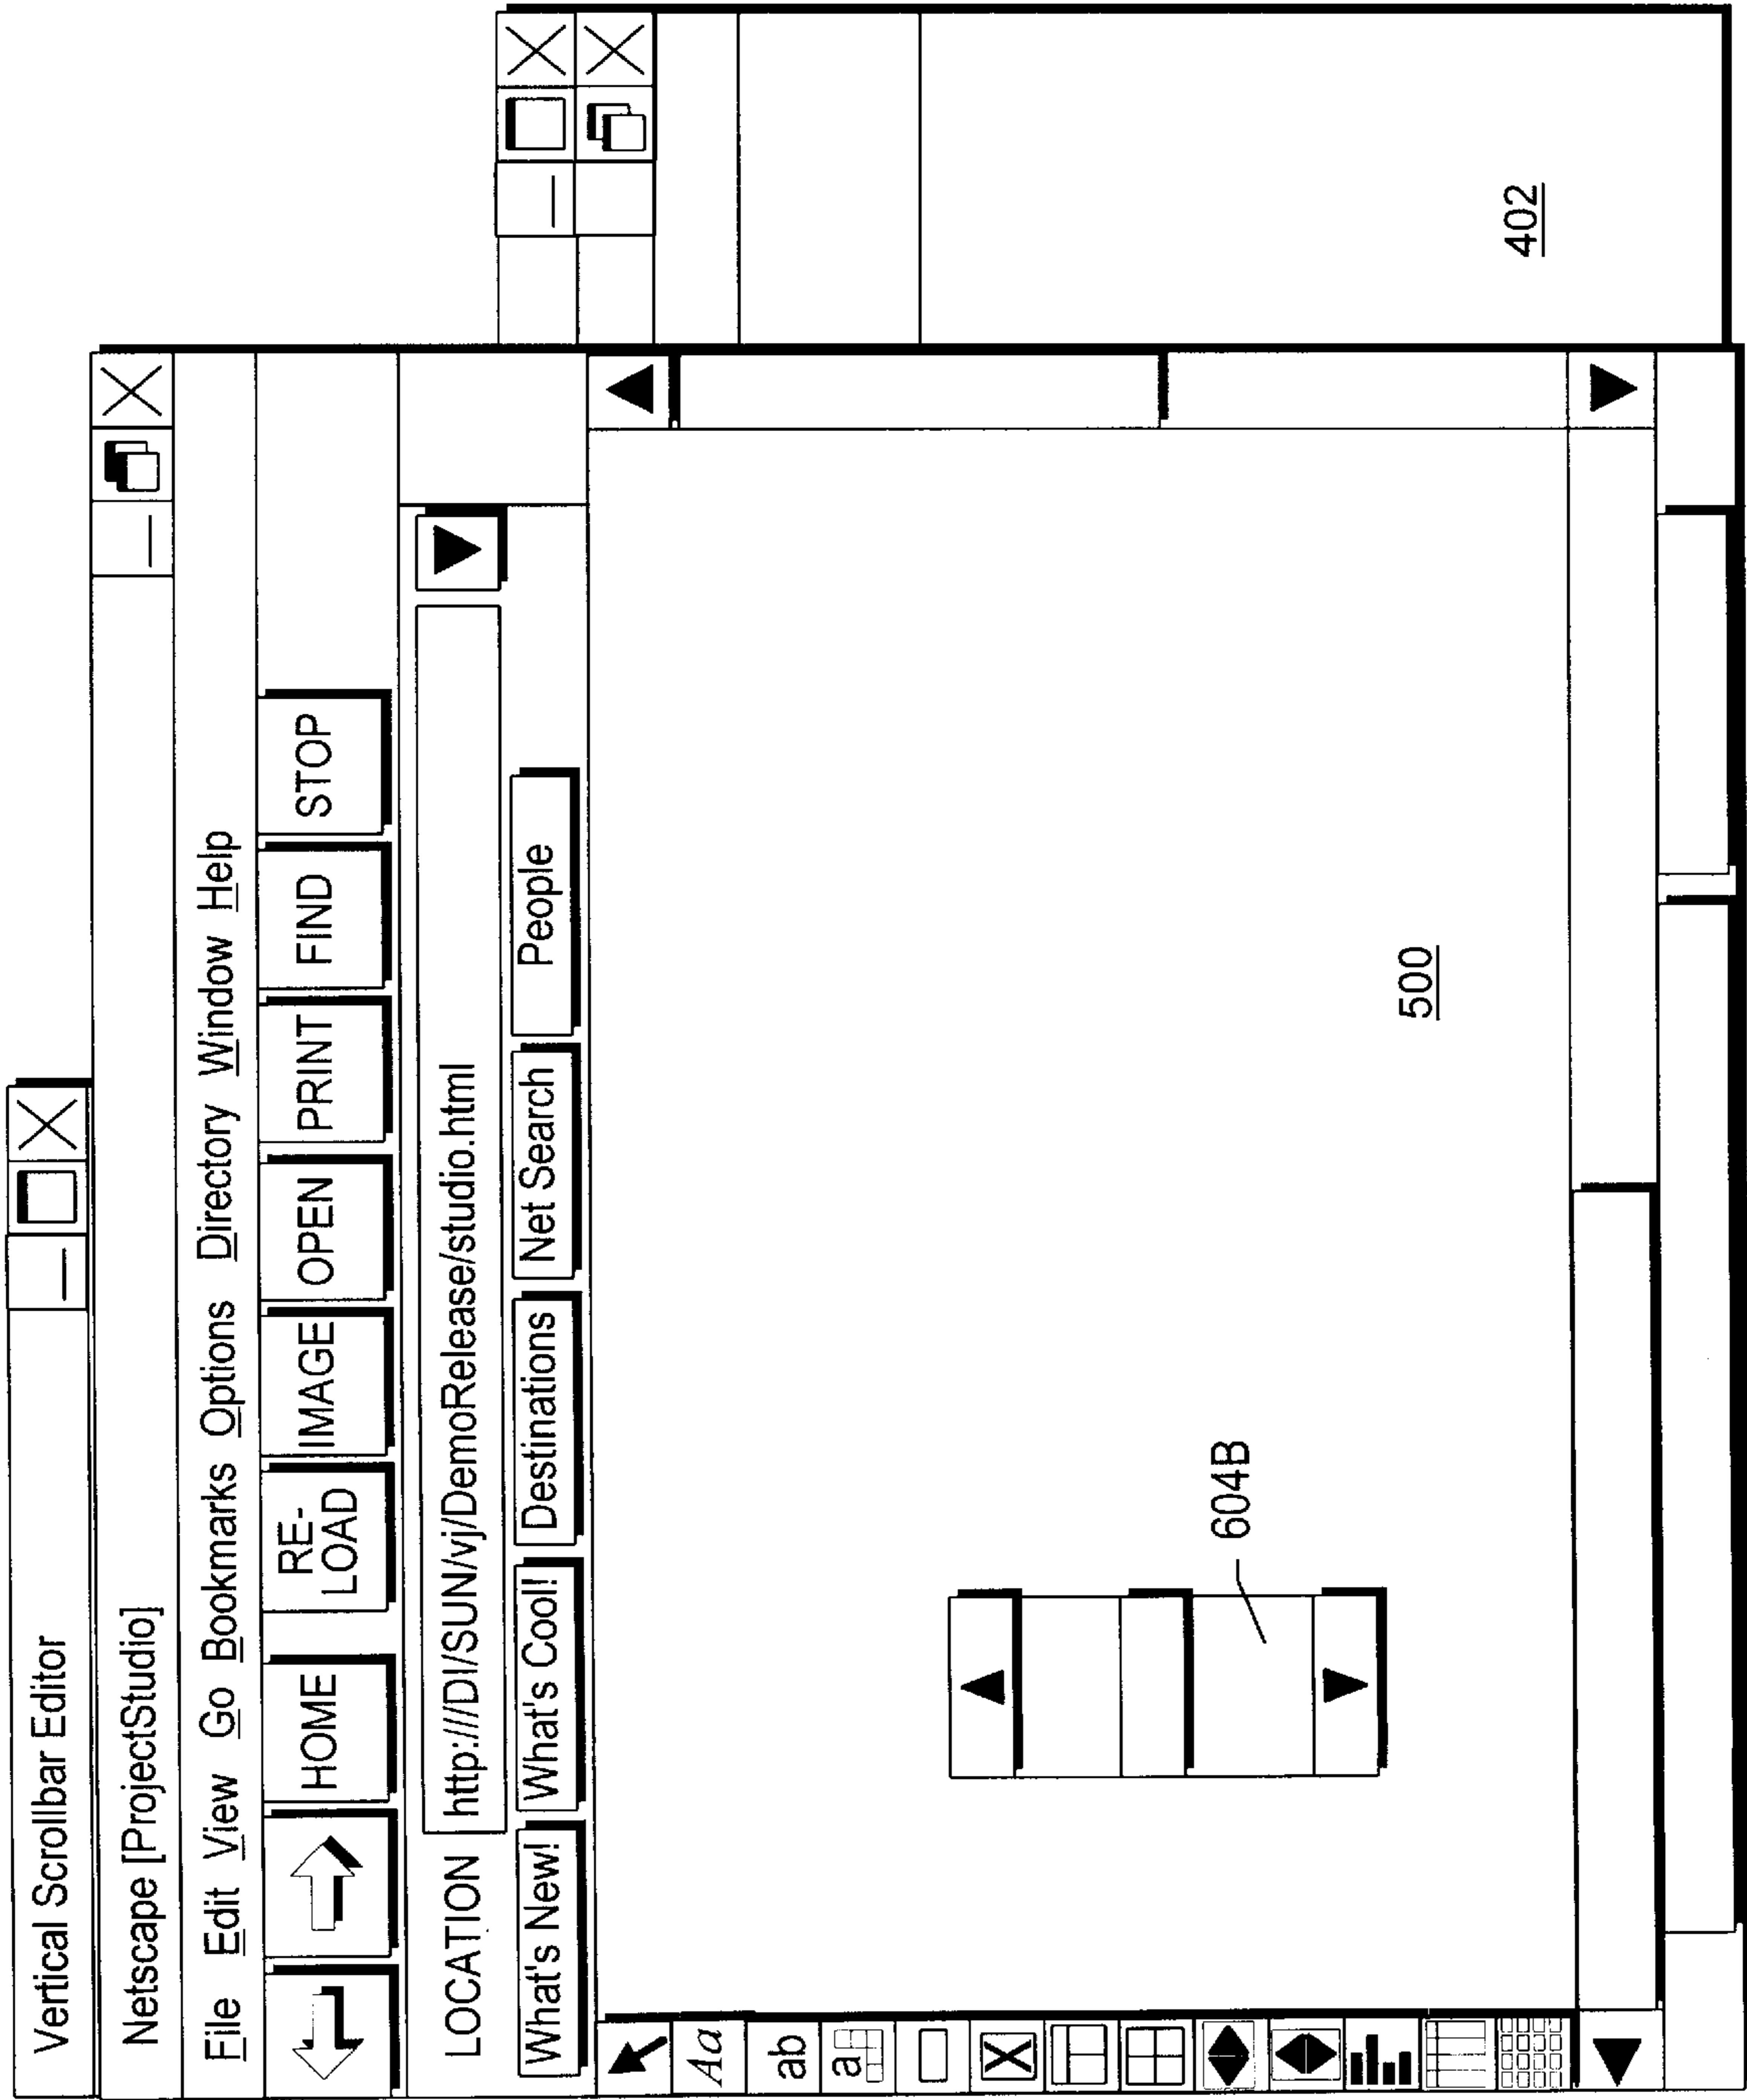 Vertical Scrollbar Editor
Netscape [ProjectStudio]
File Edit View Go Bookmarks Options Directory Window Help
HOME RE-
LOAD IMAGE OPEN PRINT FIND STOP
LOCATION http:///DI/SUN/vj/DemoRelease/studio.html
What's New! What's Cool! Destinations Net Search People
Aa
ab
a
604B
500
402